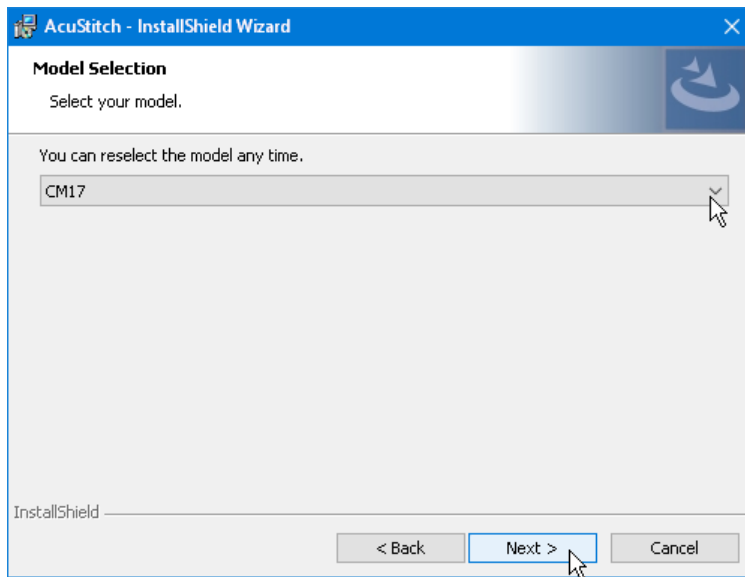 AcuStitch - InstallShield Wizard
Model Selection
Select your model.
You can reselect the model any time.
CM17
InstallShield
< Back
Next >
Cancel